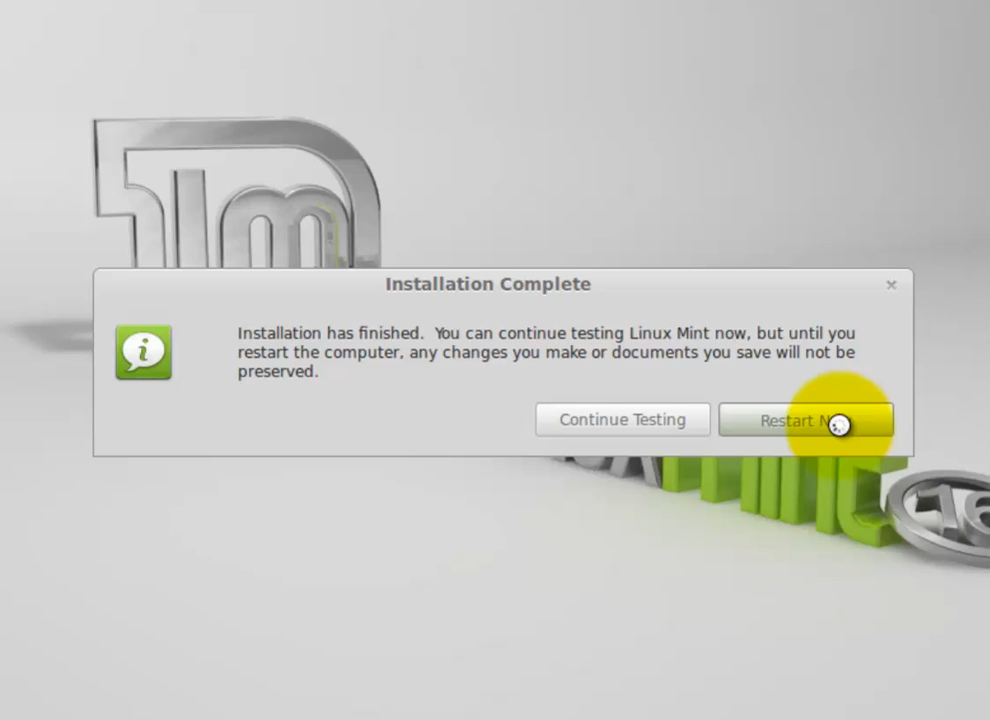 Installation Complete
Installation has finished. You can continue testing Linux Mint now, but until you
restart the computer, any changes you make or documents you save will not be
preserved.
Continue Testing
Restart
16